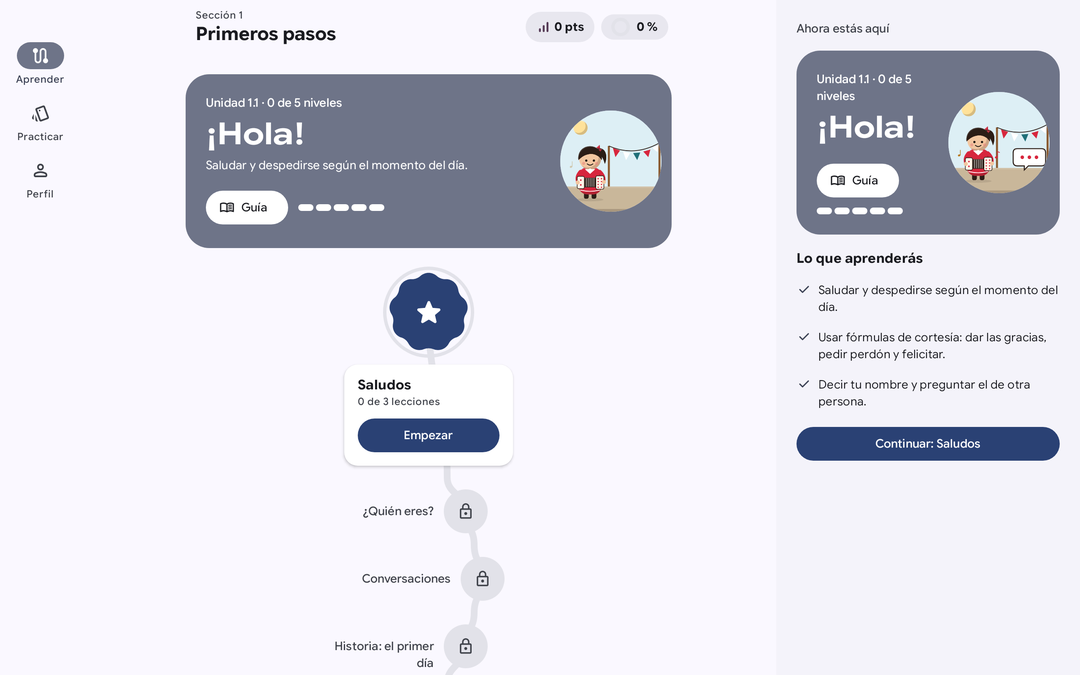 Aprender
Practicar
Perfil
Sección 1
Primeros pasos
0 pts
0 %
Unidad 1.1 · 0 de 5 niveles
¡Hola!
Saludar y despedirse según el momento del día.
Guía
Saludos
0 de 3 lecciones
Empezar
¿Quién eres?
Conversaciones
Historia: el primer
día
Ahora estás aquí
Unidad 1.1 · 0 de 5
niveles
¡Hola!
Guía
Lo que aprenderás
Saludar y despedirse según el momento del
día.
Usar fórmulas de cortesía: dar las gracias,
pedir perdón y felicitar.
Decir tu nombre y preguntar el de otra
persona.
Continuar: Saludos